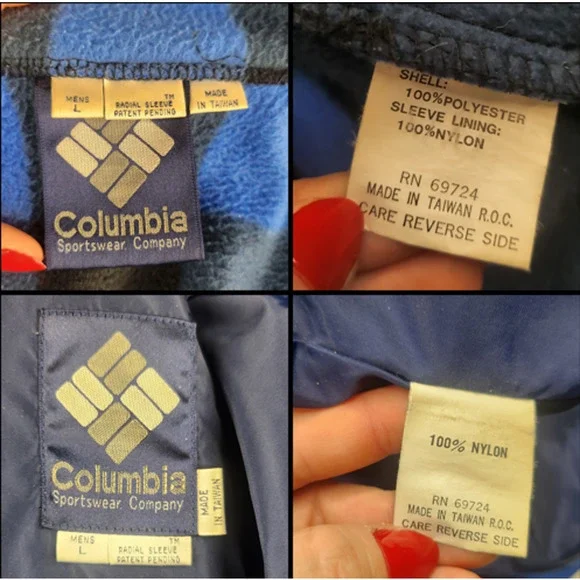 MENS
L
TM
RADIAL SLEEVE
PATENT PENDING
MADE
IN TAIWAN
Columbia
Sportswear Company
SHELL:
100%POLYESTER
SLEEVE LINING:
100%NYLON
RN 69724
MADE IN TAIWAN R.O.C.
CARE REVERSE SIDE
Columbia
Sportswear Company
MADE
IN TAIWAN
MENS
L
TM
RADIAL SLEEVE
PATENT PENDING
100% NYLON
RN 69724
MADE IN TAIWAN R.O.C.
CARE REVERSE SIDE